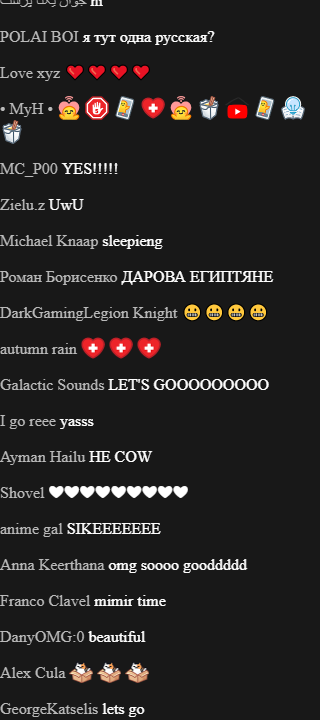 POLAI BOI я тут одна русская?
Love xyz ❤️ ❤️ ❤️ ❤️
• MyH •
MC_P00 YES!!!!!
Zielu.z UwU
Michael Knaap sleepieng
Роман Борисенко ДАРОВА ЕГИПТЯНЕ
DarkGamingLegion Knight 😬 😬 😬 😬
autumn rain
Galactic Sounds LET'S GOOOOOOOOO
I go reee yasss
Ayman Hailu HE COW
Shovel 🤍🤍🤍🤍🤍🤍🤍🤍🤍
anime gal SIKEEEEEEE
Anna Keerthana omg soooo gooddddd
Franco Clavel mimir time
DanyOMG:0 beautiful
Alex Cula
GeorgeKatselis lets go